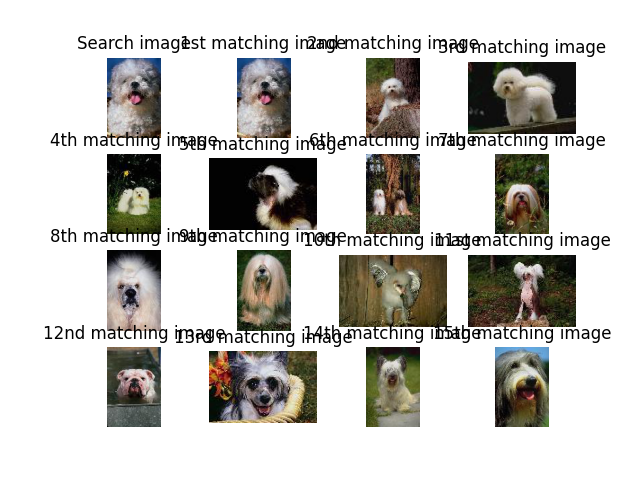 Search image
1st matching image
2nd matching image
3rd matching image
4th matching image
5th matching image
6th matching image
7th matching image
8th matching image
9th matching image
10th matching image
11st matching image
12nd matching image
13rd matching image
14th matching image
15th matching image